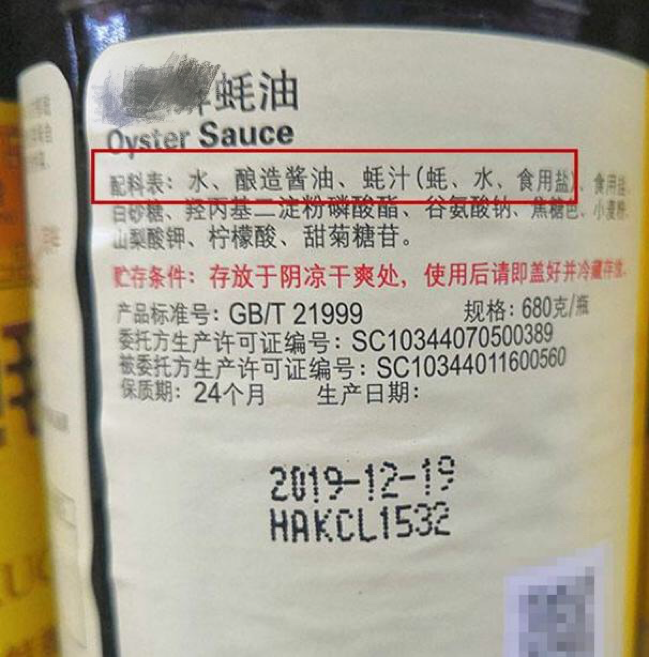 蚝油
Oyster Sauce
配料表：水、酿造酱油、蚝汁(蚝、水、食用盐)、食用盐、
白砂糖、羟丙基二淀粉磷酸酯、谷氨酸钠、焦糖色、小麦粉、
山梨酸钾、柠檬酸、甜菊糖苷。
贮存条件：存放于阴凉干爽处，使用后请即盖好并冷藏存放。
产品标准号：GB/T 21999 规格：680克/瓶
委托方生产许可证编号：SC10344070500389
被委托方生产许可证编号：SC10344011600560
保质期：24个月 生产日期：
2019-12-19
HAKCL1532